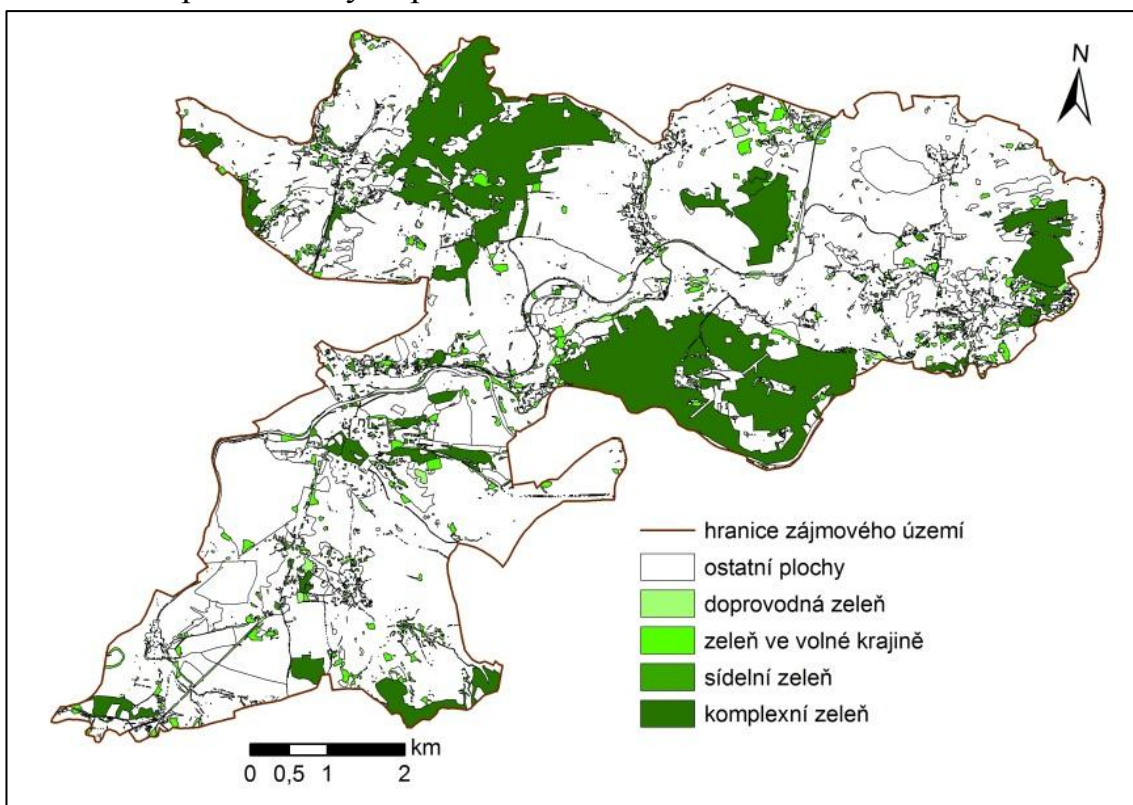 N
hranice zájmového území
ostatní plochy
doprovodná zeleň
zeleň ve volné krajině
sídelní zeleň
komplexní zeleň
km
0 0,5 1 2